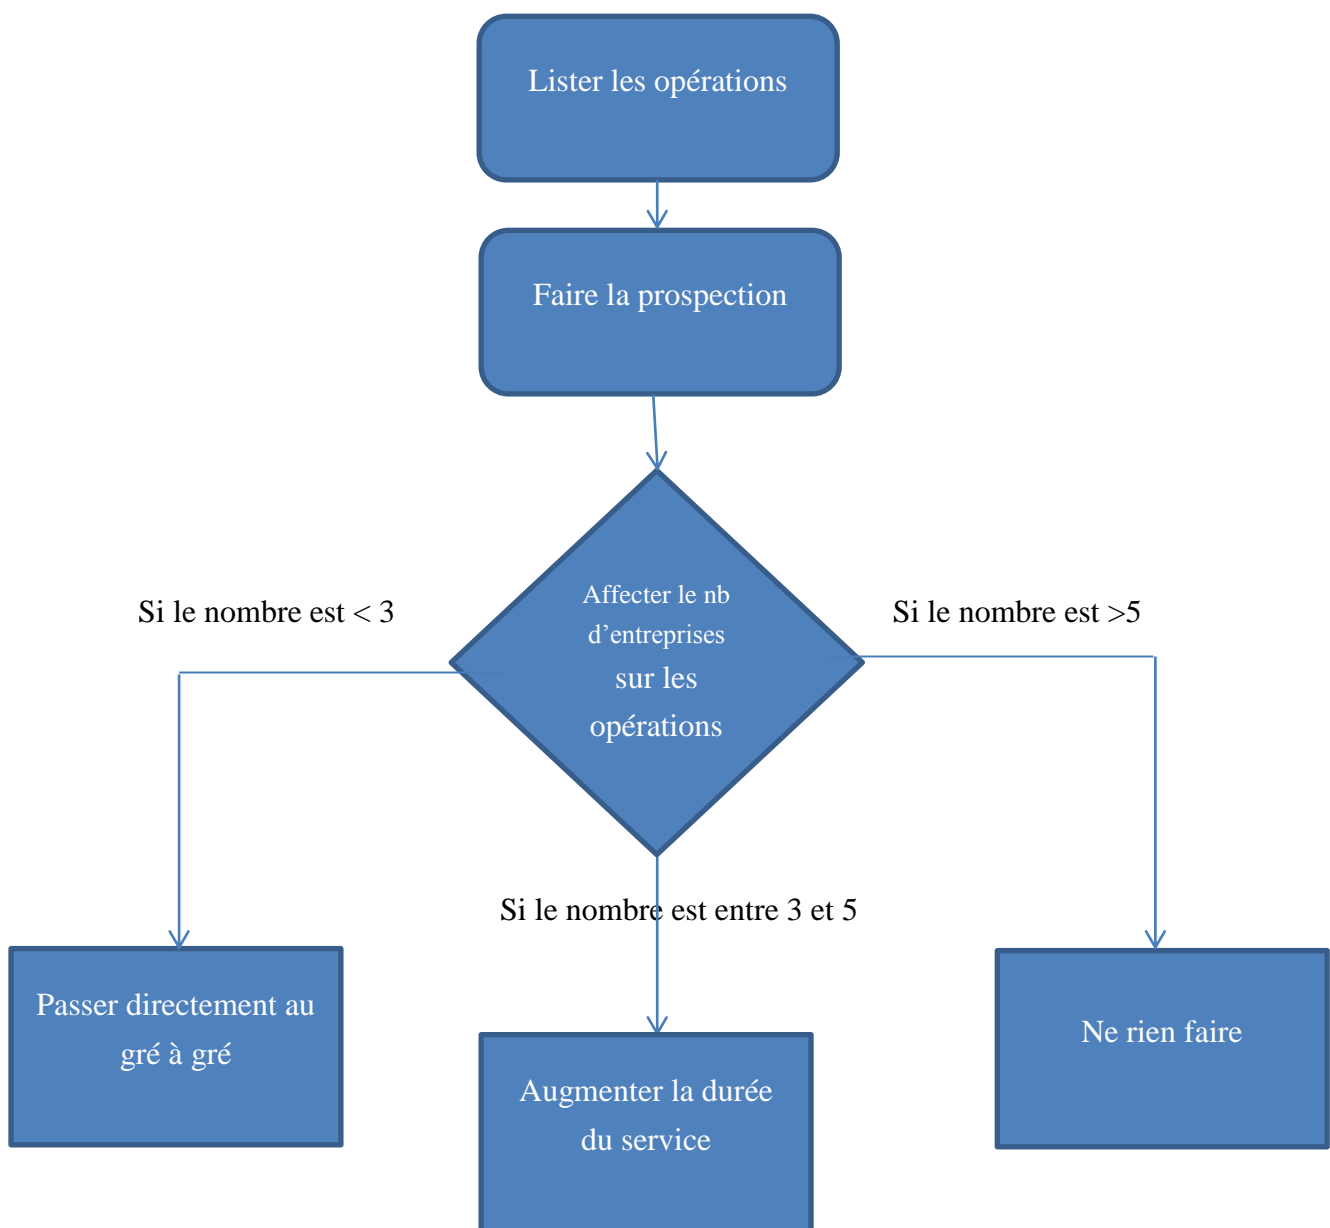 Lister les opérations
Faire la prospection
Affecter le nb
d’entreprises
sur les
opérations
Si le nombre est < 3
Si le nombre est >5
Si le nombre est entre 3 et 5
Passer directement au
gré à gré
Augmenter la durée
du service
Ne rien faire